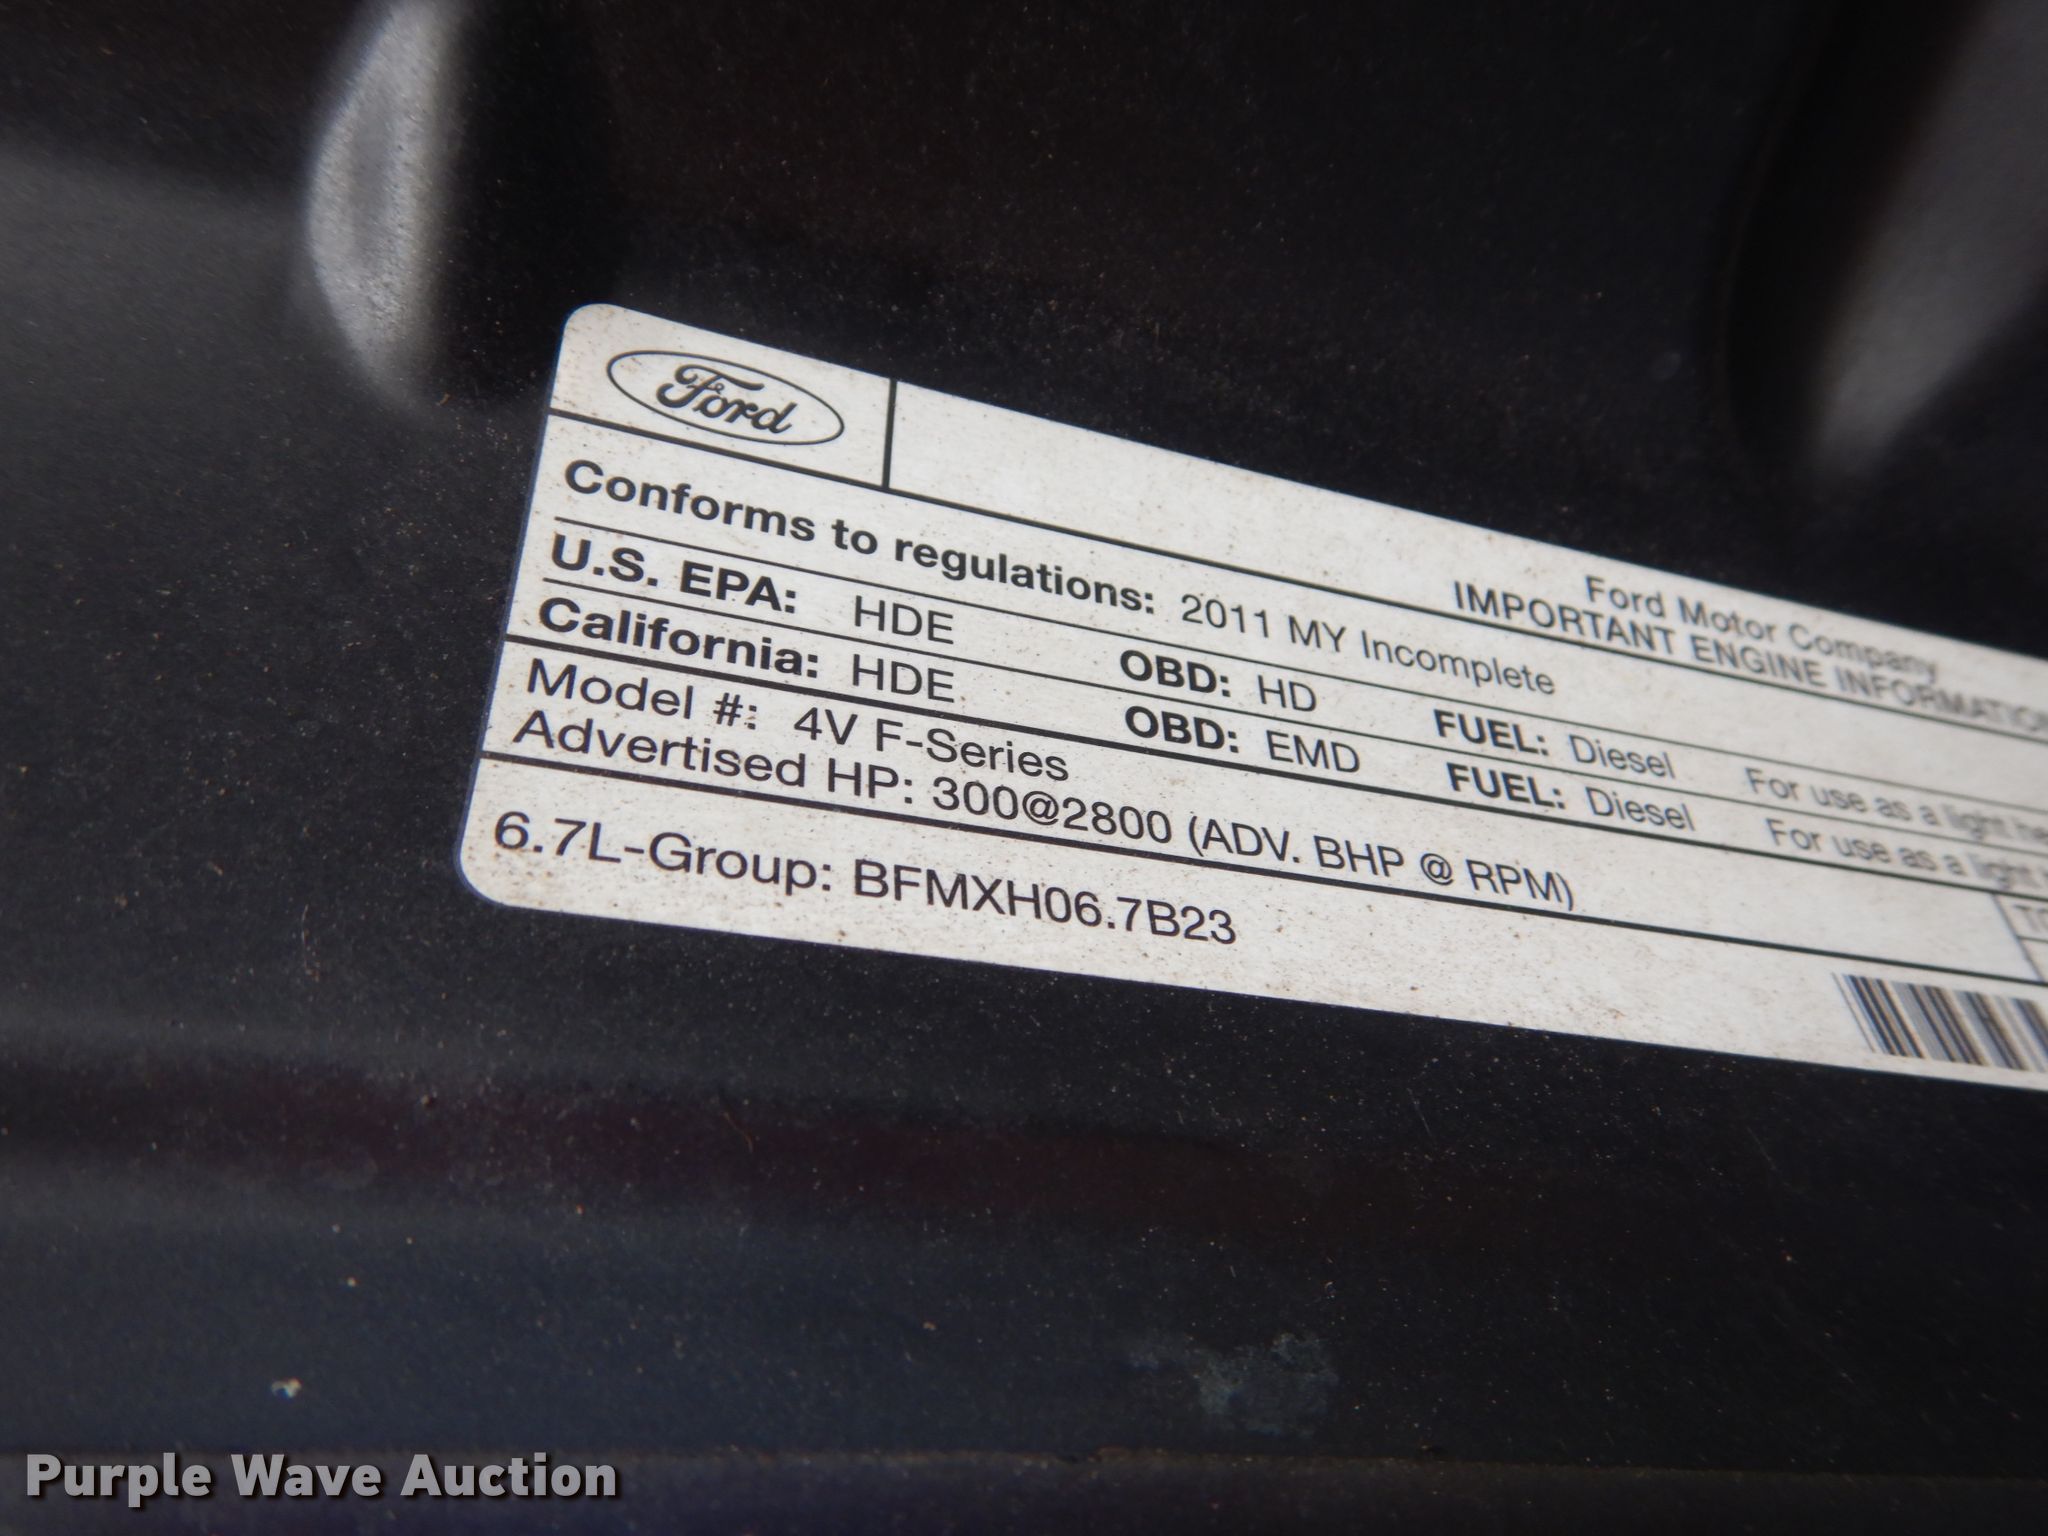 Ford
Ford Motor Company
IMPORTANT ENGINE INFORMATION
Conforms to regulations: 2011 MY Incomplete
U.S. EPA: HDE OBD: HD FUEL: Diesel For use as a light
California: HDE OBD: EMD FUEL: Diesel For use as a light
Model #: 4V F-Series
Advertised HP: 300@2800 (ADV. BHP @ RPM)
6.7L-Group: BFMXH06.7B23
Purple Wave Auction